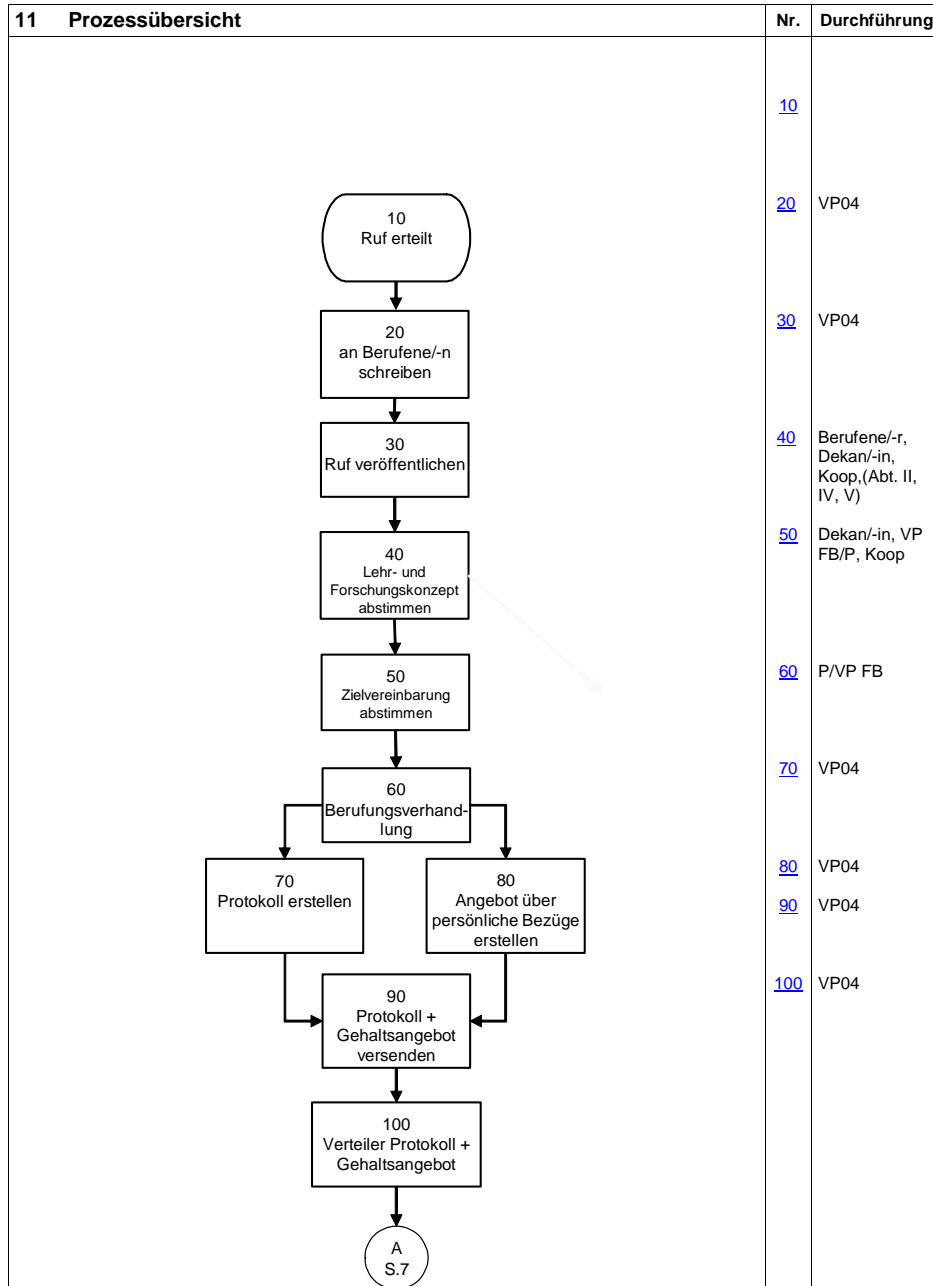 11 Prozessübersicht
Nr.
Durchführung
10
Ruf erteilt
20
an Berufene/-n
schreiben
30
Ruf veröffentlichen
40
Lehr- und
Forschungskonzept
abstimmen
50
Zielvereinbarung
abstimmen
60
Berufungsverhand-
lung
70
Protokoll erstellen
80
Angebot über
persönliche Bezüge
erstellen
90
Protokoll +
Gehaltsangebot
versenden
100
Verteiler Protokoll +
Gehaltsangebot
A
S.7
10
20 VP04
30 VP04
40 Berufene/-r,
Dekan/-in,
Koop,(Abt. II,
IV, V)
50 Dekan/-in, VP
FB/P, Koop
60 P/VP FB
70 VP04
80 VP04
90 VP04
100 VP04